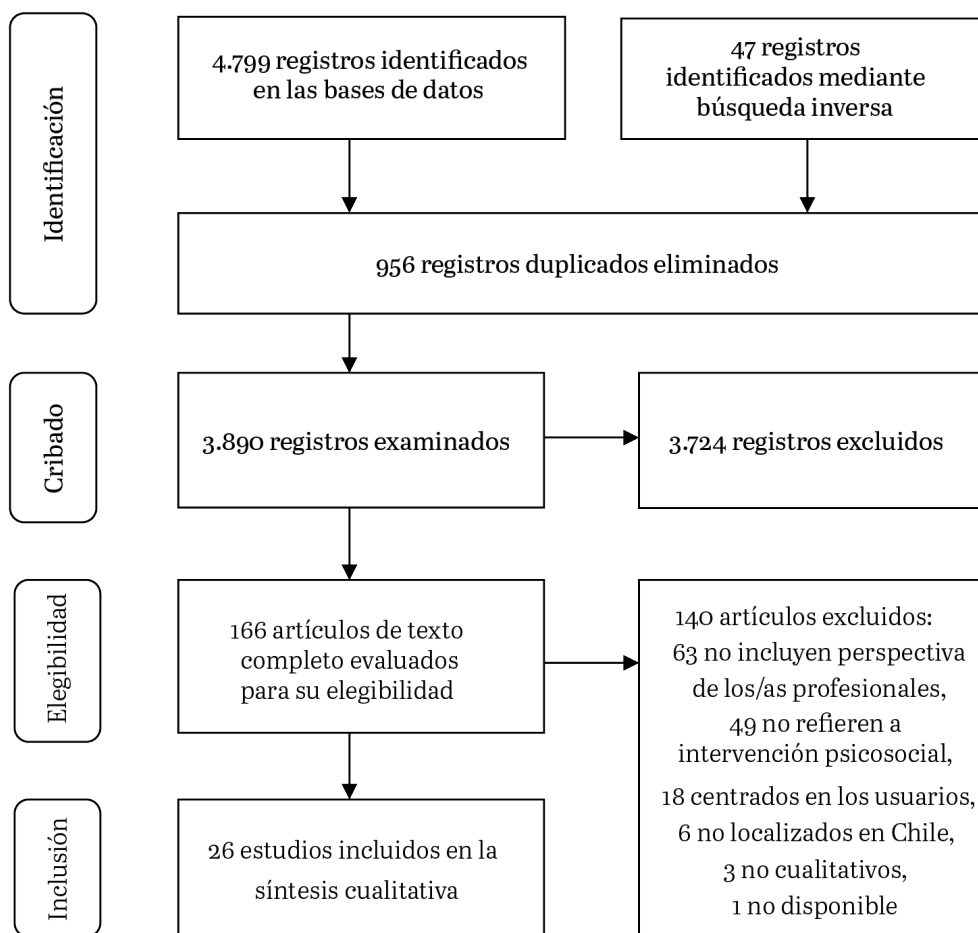 Identificación
4.799 registros identificados
en las bases de datos
47 registros
identificados mediante
búsqueda inversa
956 registros duplicados eliminados
Cribado
3.890 registros examinados
3.724 registros excluidos
Elegibilidad
166 artículos de texto
completo evaluados
para su elegibilidad
140 artículos excluidos:
63 no incluyen perspectiva
de los/as profesionales,
49 no refieren a
intervención psicosocial,
18 centrados en los usuarios,
6 no localizados en Chile,
3 no cualitativos,
1 no disponible
Inclusión
26 estudios incluidos en la
síntesis cualitativa